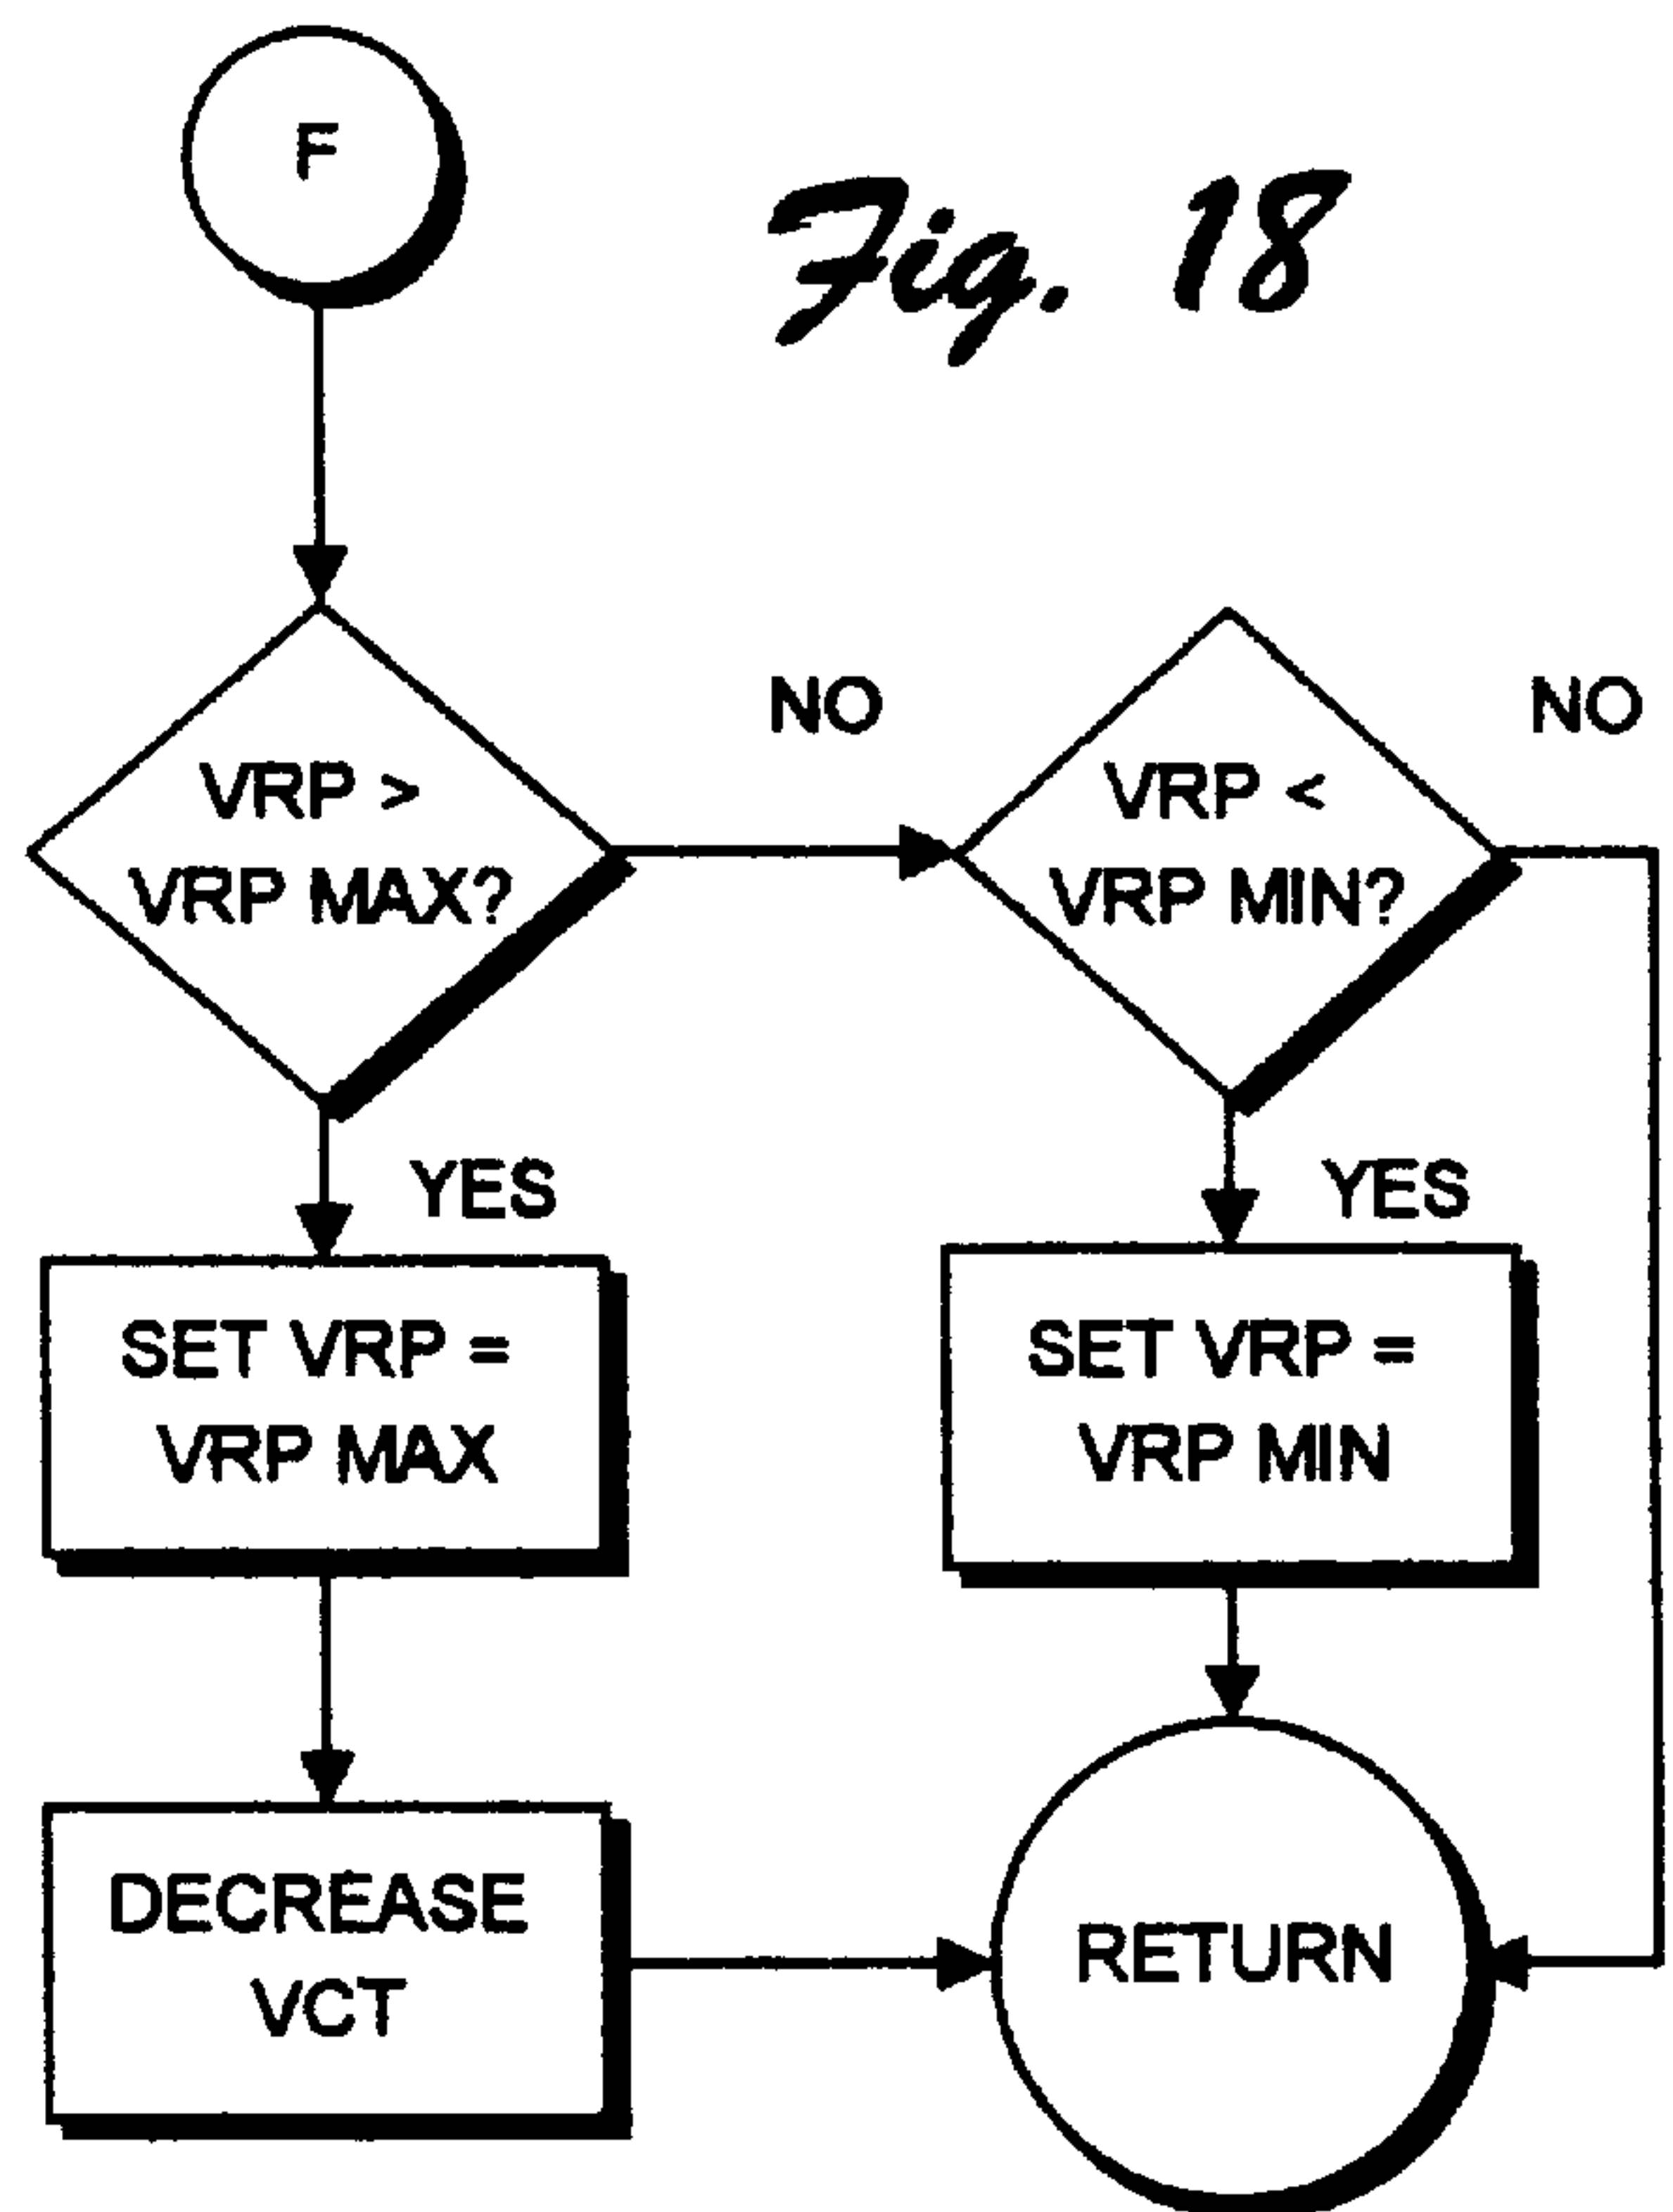 F
Fig. 18
NO
NO
VRP >
VRP MAX?
VRP <
VRP MIN?
YES
YES
SET VRP =
VRP MAX
SET VRP =
VRP MIN
DECREASE
VCT
RETURN